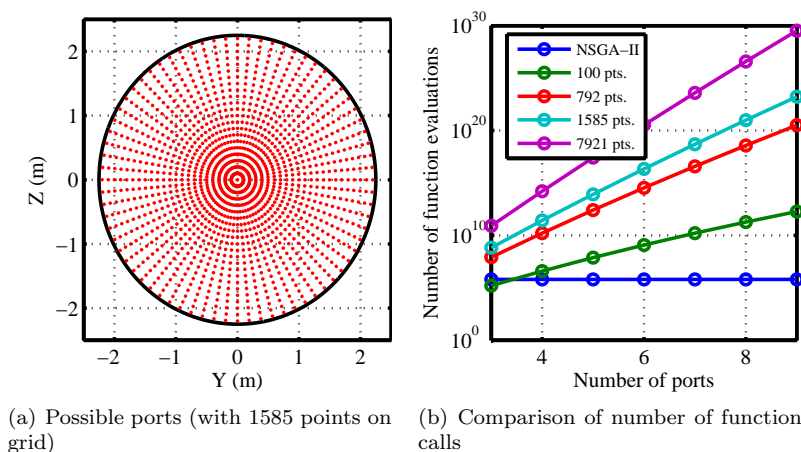 2
1
0
−1
−2
Z (m)
−2 −1 0 1 2
Y (m)
(a) Possible ports (with 1585 points on
grid)
10^30
10^20
10^10
10^0
Number of function evaluations
NSGA−II
100 pts.
792 pts.
1585 pts.
7921 pts.
4 6 8
Number of ports
(b) Comparison of number of function
calls